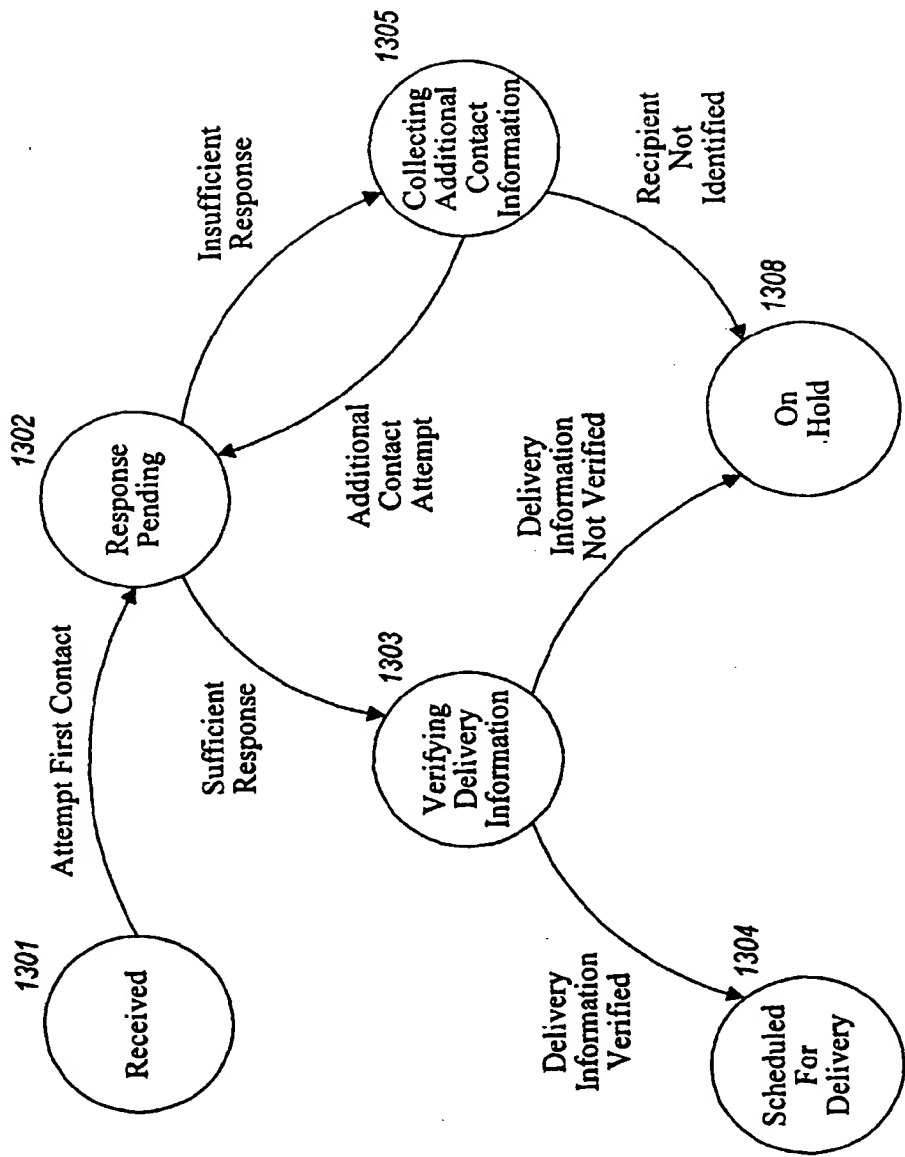 1301
Received
Attempt First Contact
1302
Response
Pending
Sufficient
Response
Insufficient
Response
1305
Collecting
Additional
Contact
Information
Additional
Contact
Attempt
1303
Verifying
Delivery
Information
Delivery
Information
Verified
1304
Scheduled
For
Delivery
Delivery
Information
Not Verified
Recipient
Not
Identified
1308
On
Hold